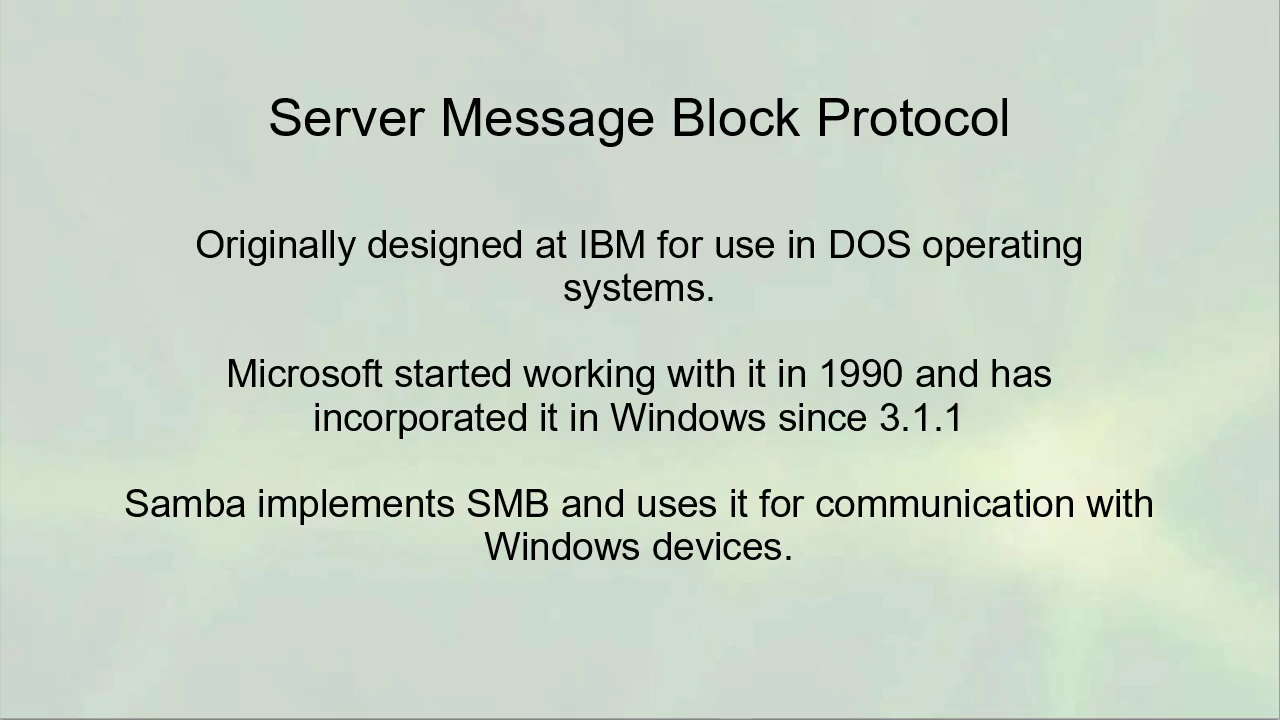 Server Message Block Protocol
Originally designed at IBM for use in DOS operating
systems.
Microsoft started working with it in 1990 and has
incorporated it in Windows since 3.1.1
Samba implements SMB and uses it for communication with
Windows devices.